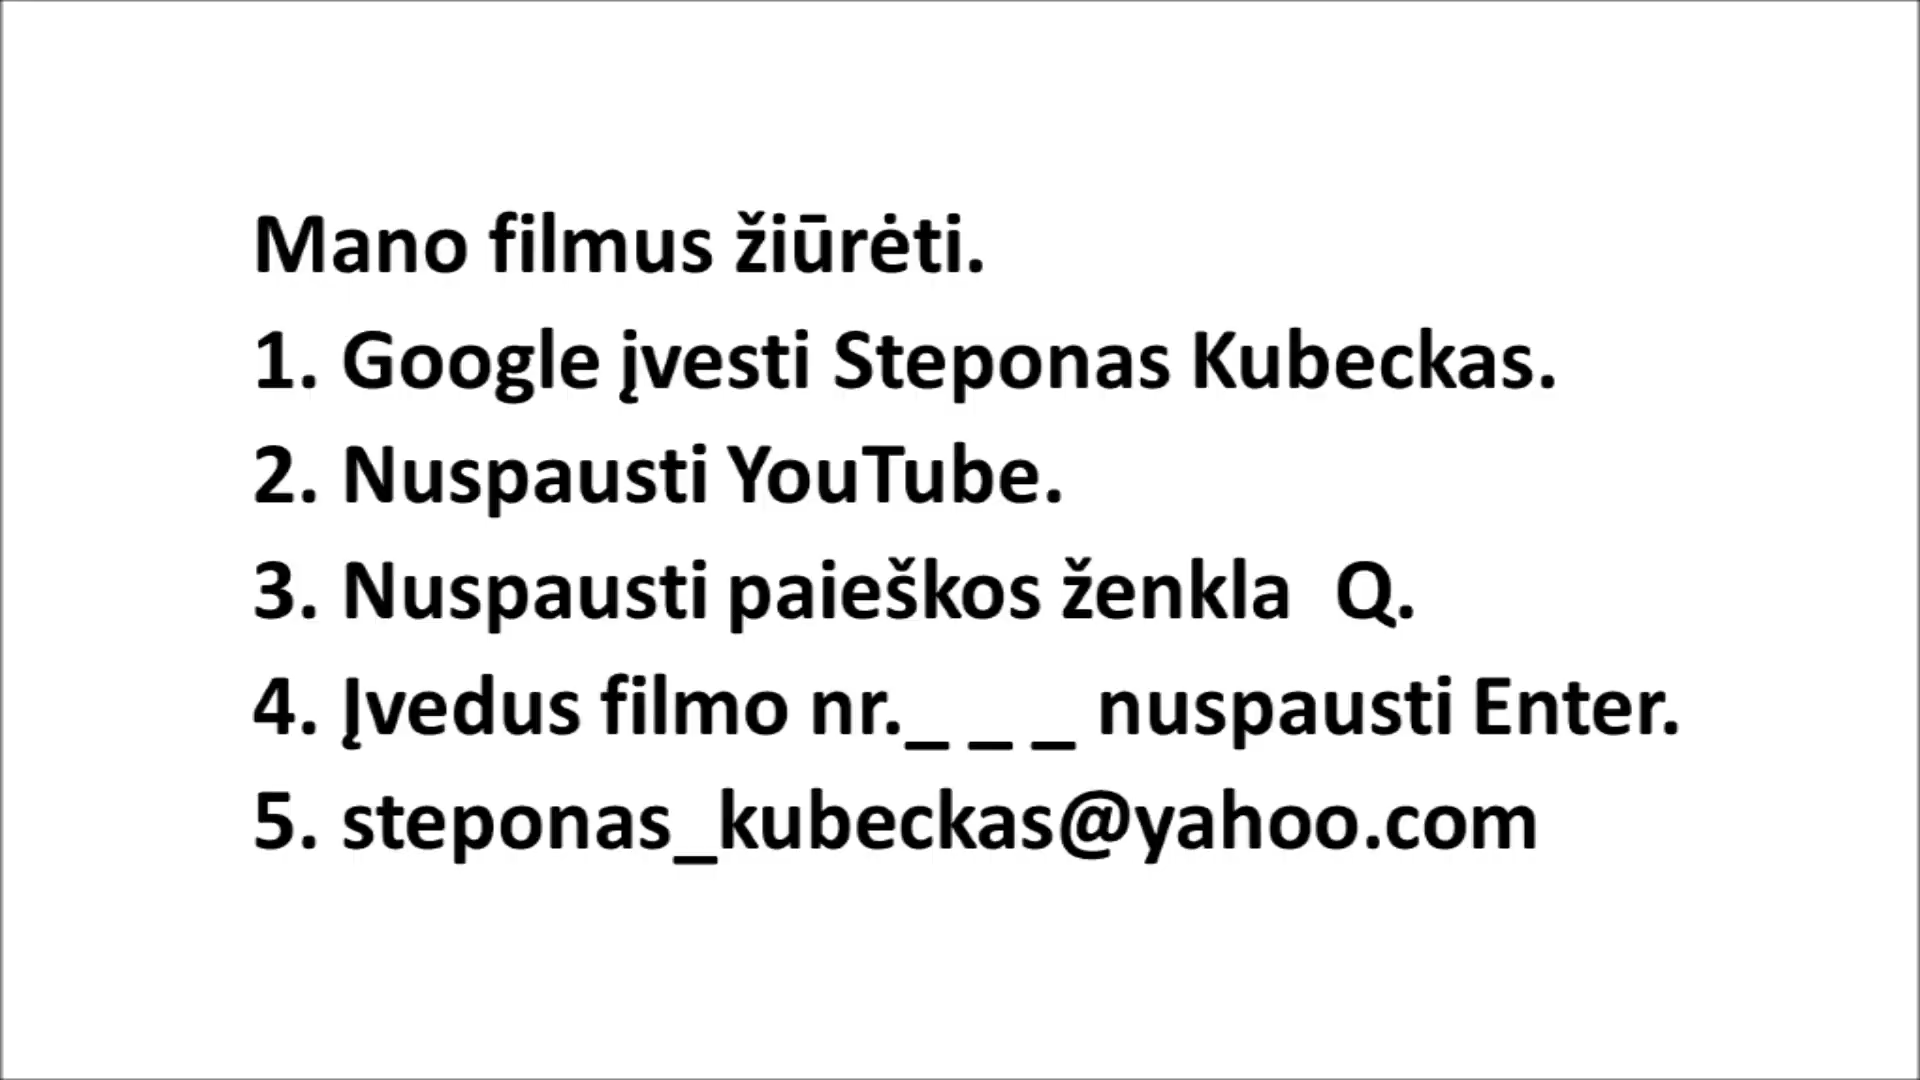 Mano filmus žiūrėti.
1. Google įvesti Steponas Kubeckas.
2. Nuspausti YouTube.
3. Nuspausti paieškos ženkla  Q.
4. Įvedus filmo nr._ _ _ nuspausti Enter.
5. steponas_kubeckas@yahoo.com